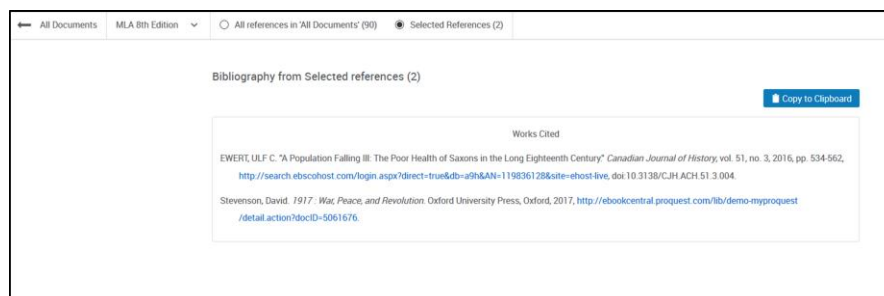 All Documents MLA 8th Edition All references in 'All Documents' (90) Selected References (2)
Bibliography from Selected references (2)
Copy to Clipboard
Works Cited
EWERT, ULF C. "A Population Falling Ill: The Poor Health of Saxons in the Long Eighteenth Century." Canadian Journal of History, vol. 51, no. 3, 2016, pp. 534-562,
http://search.ebscohost.com/login.aspx?direct=true&db=a9h&AN=119836128&site=ehost-live, doi:10.3138/CJH.ACH.51.3.004.
Stevenson, David. 1917 : War, Peace, and Revolution. Oxford University Press, Oxford, 2017, http://ebookcentral.proquest.com/lib/demo-myproquest
/detail.action?docID=5061676.